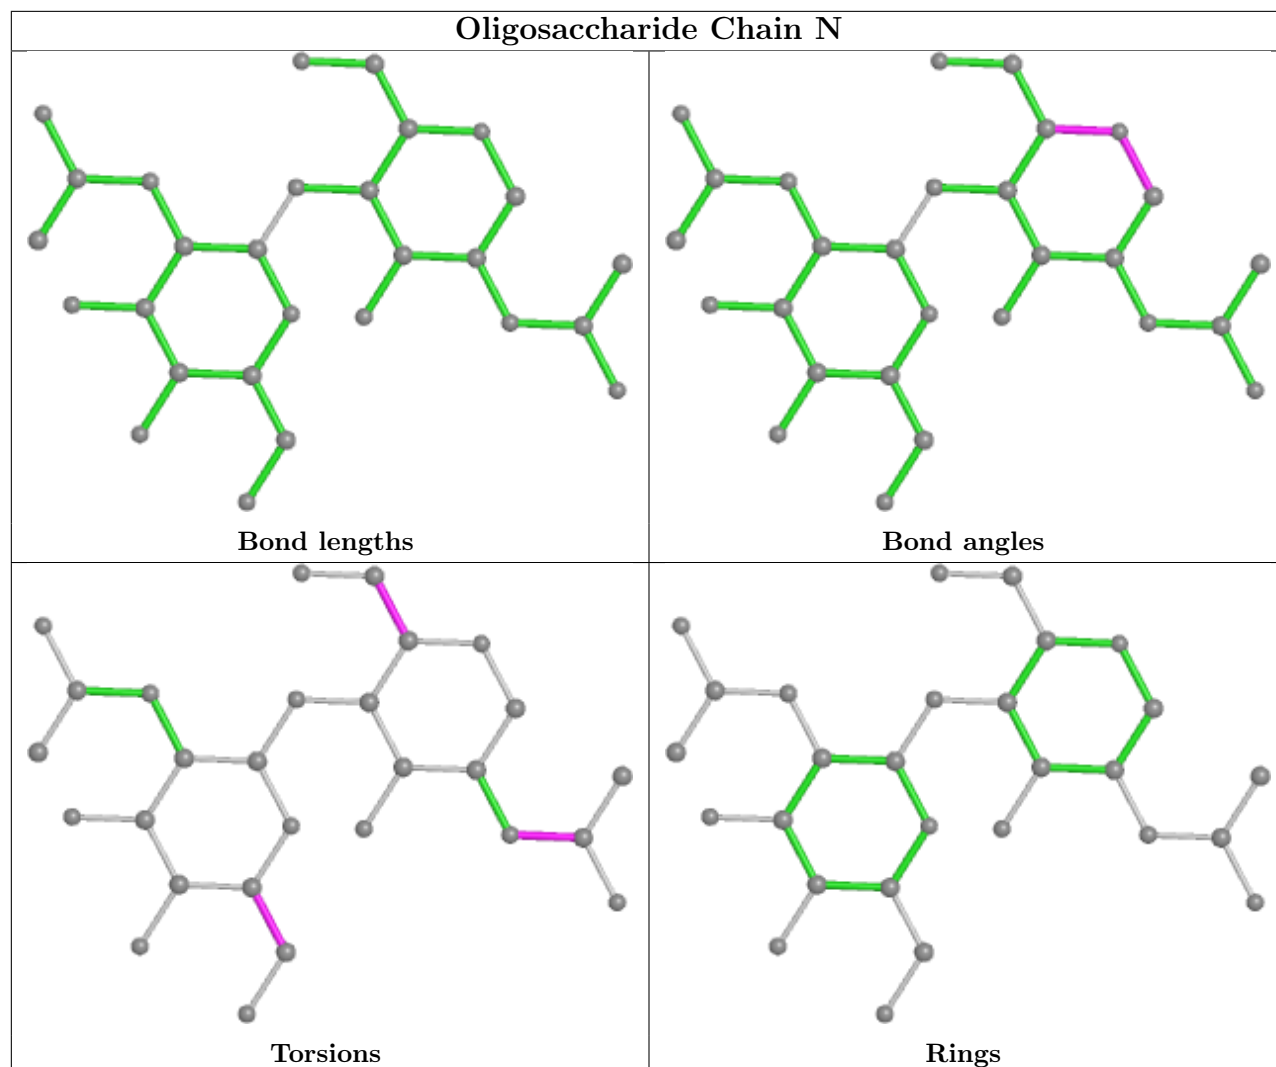 Oligosaccharide Chain N
Bond lengths
Bond angles
Torsions
Rings